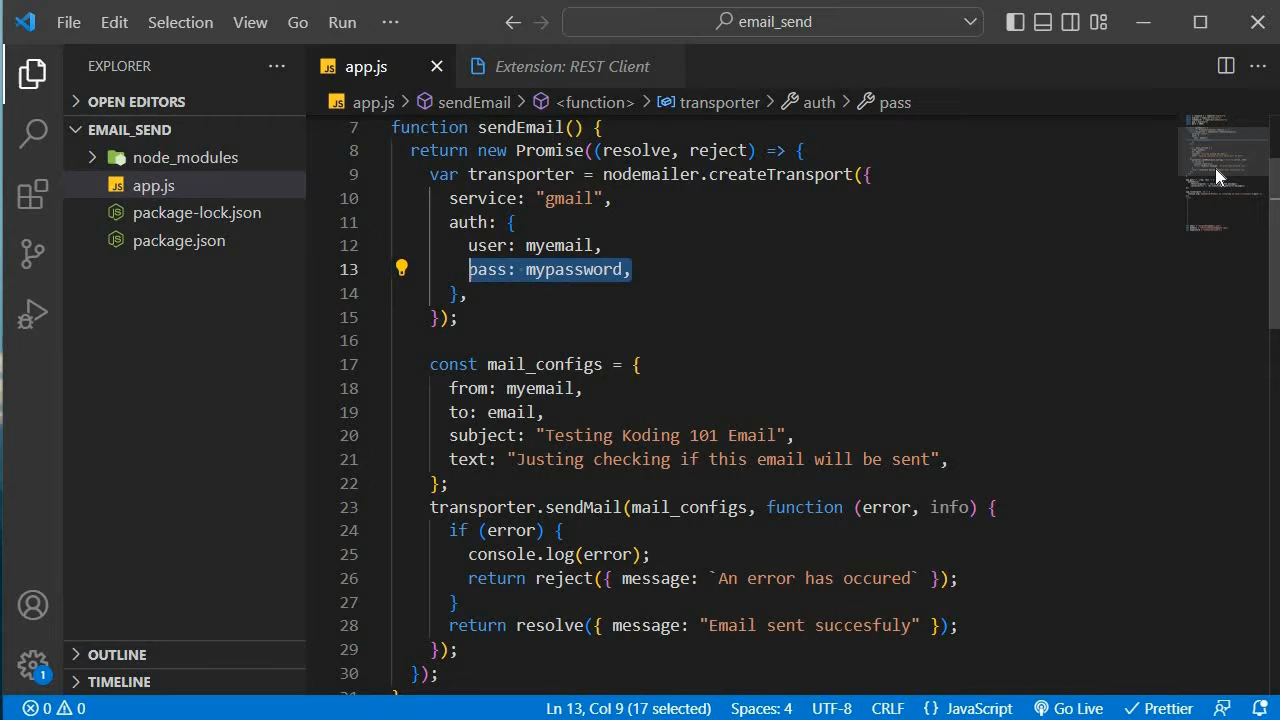 File Edit Selection View Go Run ··· email_send
EXPLORER ···
OPEN EDITORS
EMAIL_SEND
node_modules
app.js
package-lock.json
package.json
OUTLINE
TIMELINE
app.js Extension: REST Client ···
app.js > sendEmail > <function> > transporter > auth > pass
7 function sendEmail() {
8 return new Promise((resolve, reject) => {
9 var transporter = nodemailer.createTransport({
10 service: "gmail",
11 auth: {
12 user: myemail,
13 pass: mypassword,
14 },
15 });
16
17 const mail_configs = {
18 from: myemail,
19 to: email,
20 subject: "Testing Koding 101 Email",
21 text: "Justing checking if this email will be sent",
22 };
23 transporter.sendMail(mail_configs, function (error, info) {
24 if (error) {
25 console.log(error);
26 return reject({ message: `An error has occured` });
27 }
28 return resolve({ message: "Email sent succesfuly" });
29 });
30 });
1
0 0 Ln 13, Col 9 (17 selected) Spaces: 4 UTF-8 CRLF {} JavaScript Go Live Prettier